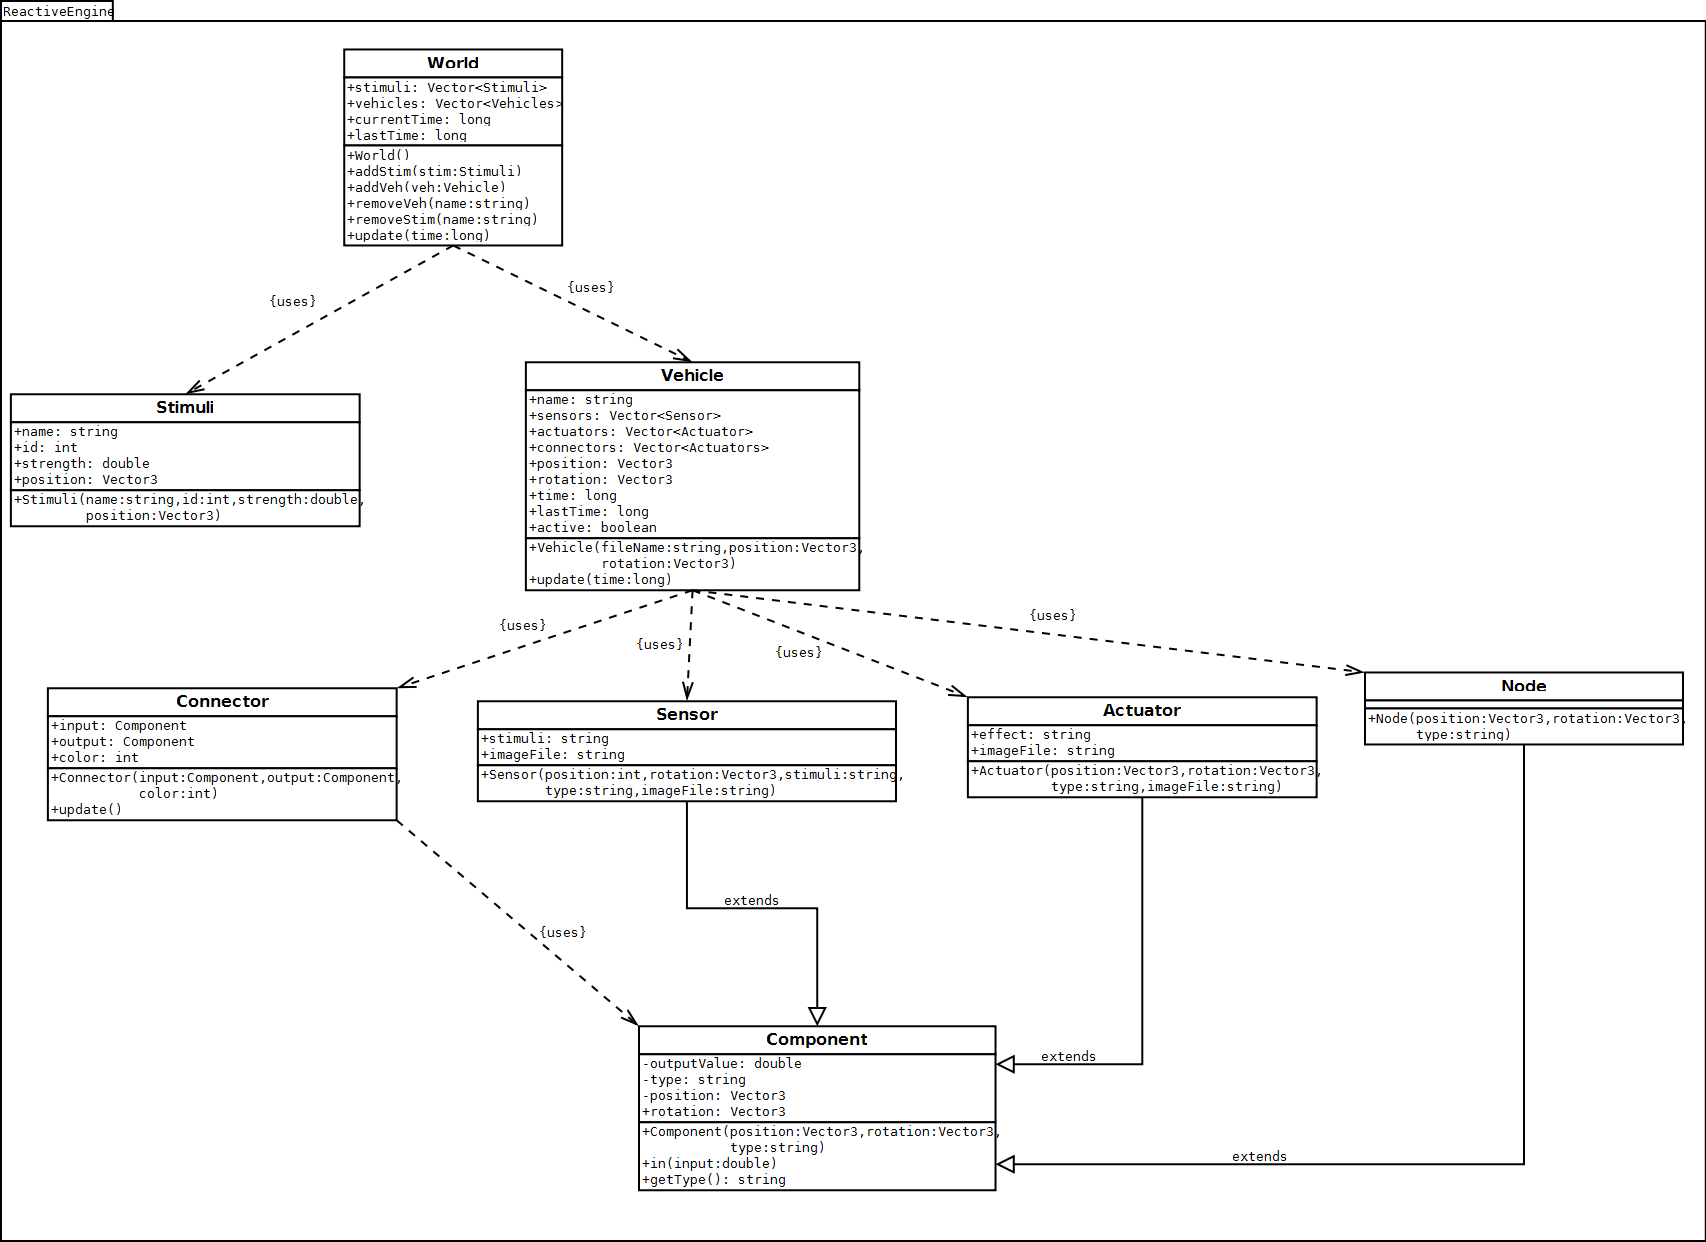 ReactiveEngine
World
+stimuli: Vector<Stimuli>
+vehicles: Vector<Vehicles>
+currentTime: long
+lastTime: long
+World()
+addStim(stim:Stimuli)
+addVeh(veh:Vehicle)
+removeVeh(name:string)
+removeStim(name:string)
+update(time:long)
{uses}
{uses}
Stimuli
+name: string
+id: int
+strength: double
+position: Vector3
+Stimuli(name:string,id:int,strength:double,
position:Vector3)
Vehicle
+name: string
+sensors: Vector<Sensor>
+actuators: Vector<Actuator>
+connectors: Vector<Actuators>
+position: Vector3
+rotation: Vector3
+time: long
+lastTime: long
+active: boolean
+Vehicle(fileName:string,position:Vector3,
rotation:Vector3)
+update(time:long)
{uses}
{uses}
{uses}
{uses}
Connector
+input: Component
+output: Component
+color: int
+Connector(input:Component,output:Component,
color:int)
+update()
Sensor
+stimuli: string
+imageFile: string
+Sensor(position:int,rotation:Vector3,stimuli:string,
type:string,imageFile:string)
Actuator
+effect: string
+imageFile: string
+Actuator(position:Vector3,rotation:Vector3,
type:string,imageFile:string)
Node
+Node(position:Vector3,rotation:Vector3,
type:string)
extends
{uses}
extends
extends
Component
-outputValue: double
-type: string
-position: Vector3
+rotation: Vector3
+Component(position:Vector3,rotation:Vector3,
type:string)
+in(input:double)
+getType(): string